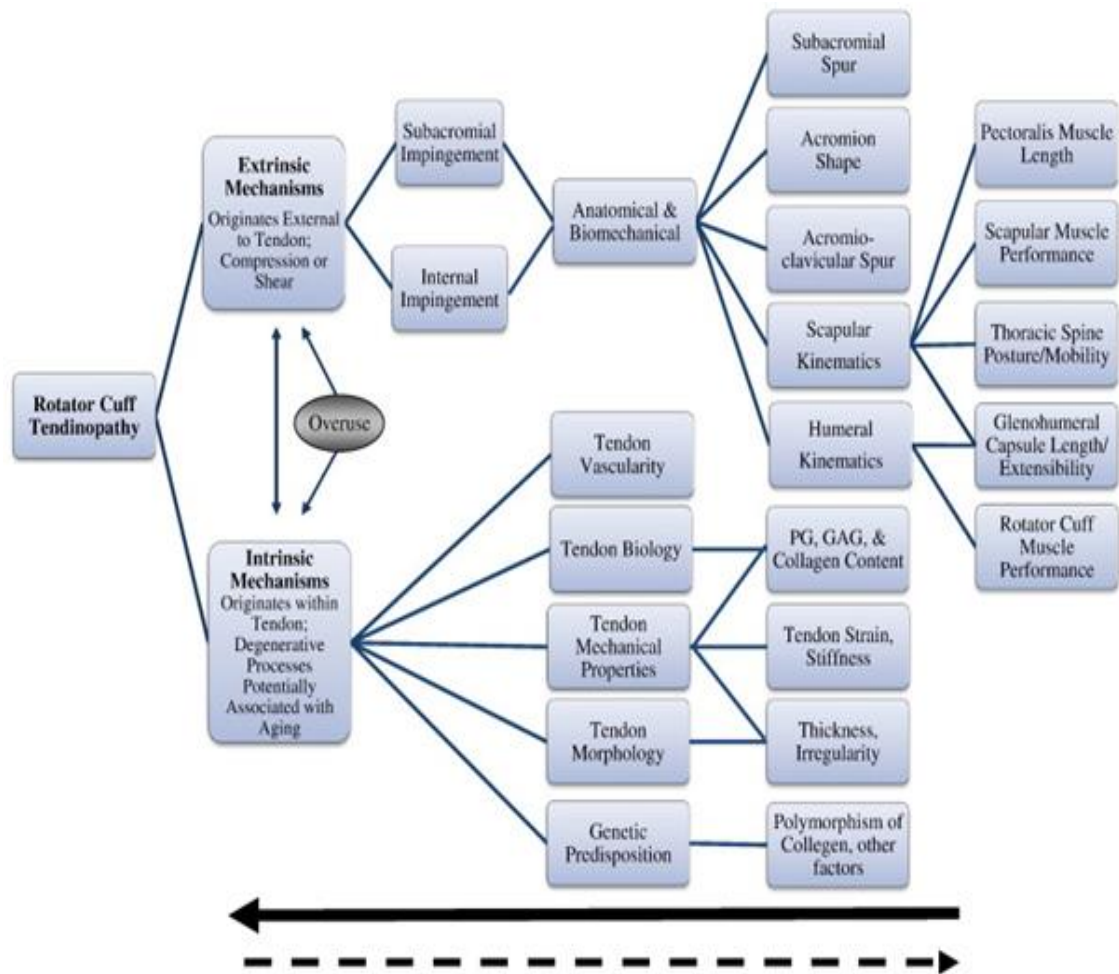 Rotator Cuff
Tendinopathy
Extrinsic
Mechanisms
Originates External
to Tendon;
Compression or
Shear
Overuse
Intrinsic
Mechanisms
Originates within
Tendon;
Degenerative
Processes
Potentially
Associated with
Aging
Subacromial
Impingement
Internal
Impingement
Anatomical &
Biomechanical
Subacromial
Spur
Acromion
Shape
Acromio-
clavicular Spur
Scapular
Kinematics
Humeral
Kinematics
Pectoralis Muscle
Length
Scapular Muscle
Performance
Thoracic Spine
Posture/Mobility
Glenohumeral
Capsule Length/
Extensibility
Rotator Cuff
Muscle
Performance
Tendon
Vascularity
Tendon Biology
Tendon
Mechanical
Properties
Tendon
Morphology
Genetic
Predisposition
PG, GAG, &
Collagen Content
Tendon Strain,
Stiffness
Thickness,
Irregularity
Polymorphism of
Collegen, other
factors